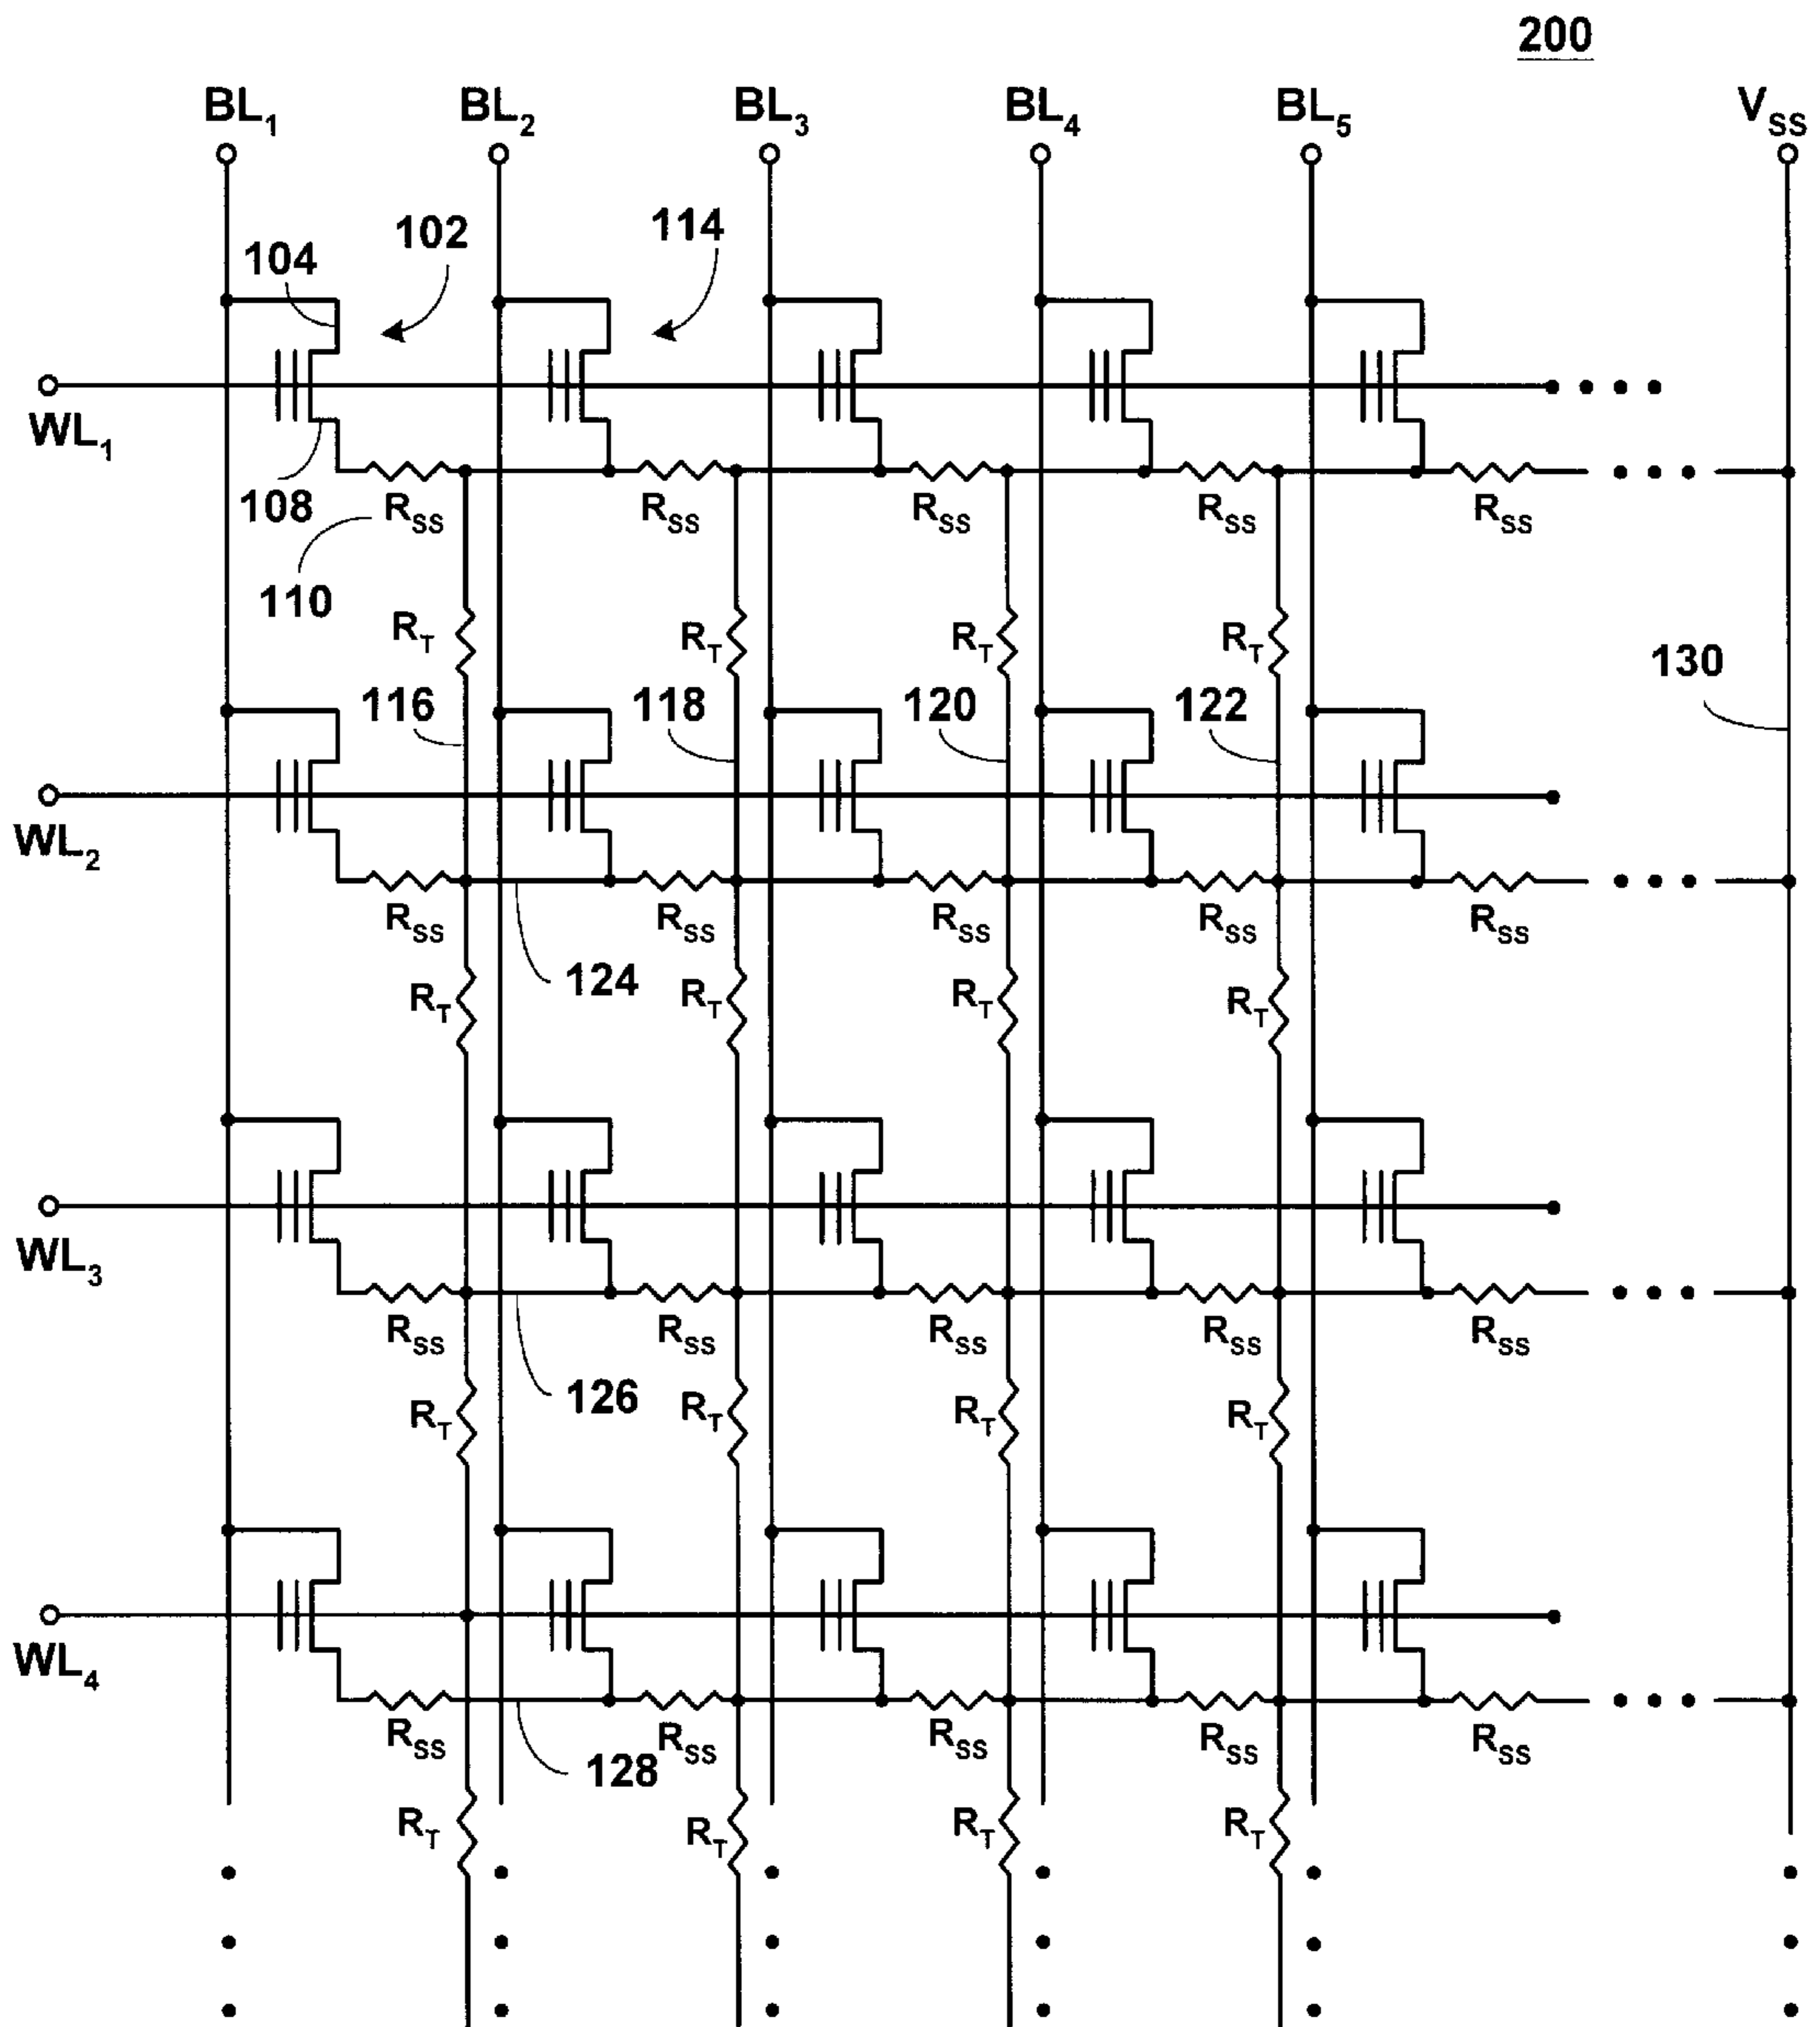 200
BL1 BL2 BL3 BL4 BL5 VSS
102 114
104
WL1
108 RSS RSS RSS RSS RSS
110
RT RT RT RT
130
116 118 120 122
WL2
RSS RSS RSS RSS RSS
124
RT RT RT RT
WL3
RSS RSS RSS RSS RSS
126
RT RT RT RT
WL4
RSS RSS RSS RSS RSS
128
RT RT RT RT